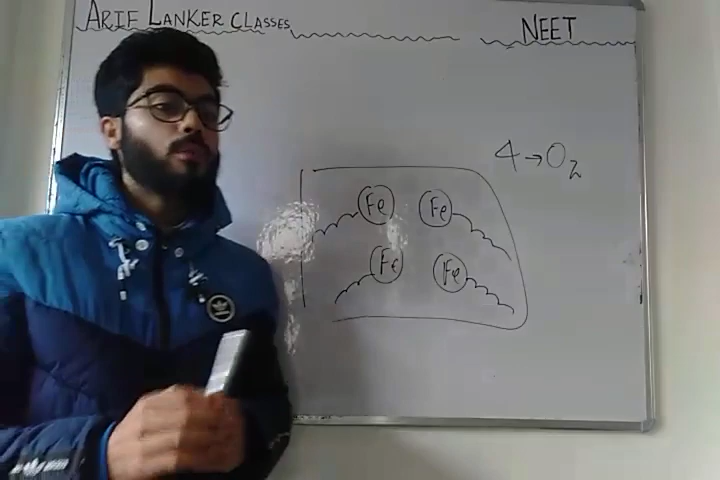 ARIF LANKER CLASSES
NEET
4→O₂
Fe Fe
Fe Fe